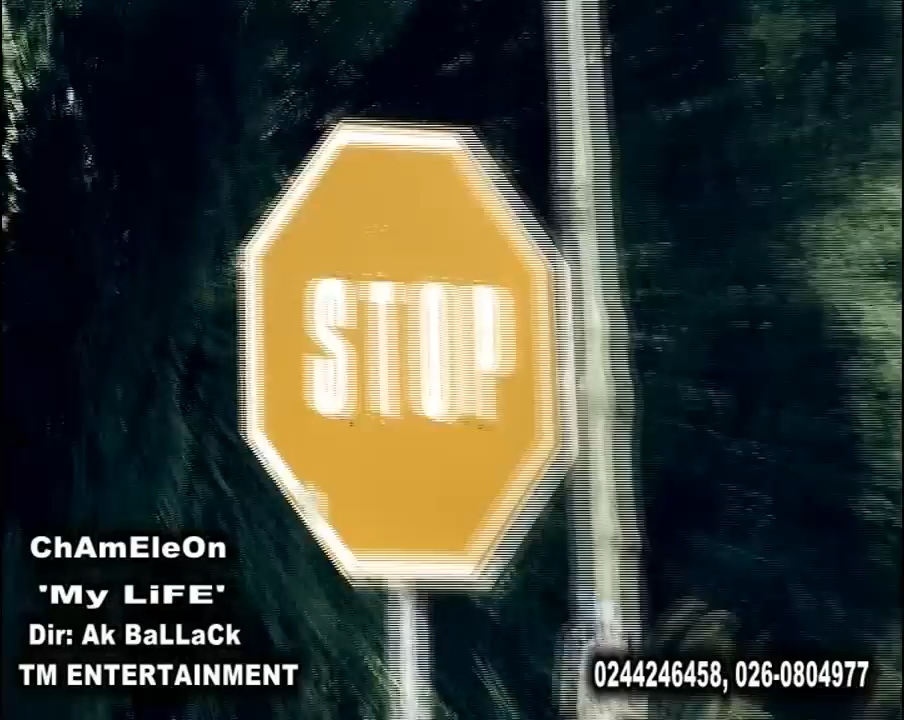 STOP
ChAmEleOn
'My LiFE'
Dir: Ak BaLLaCk
TM ENTERTAINMENT
0244246458, 026-0804977